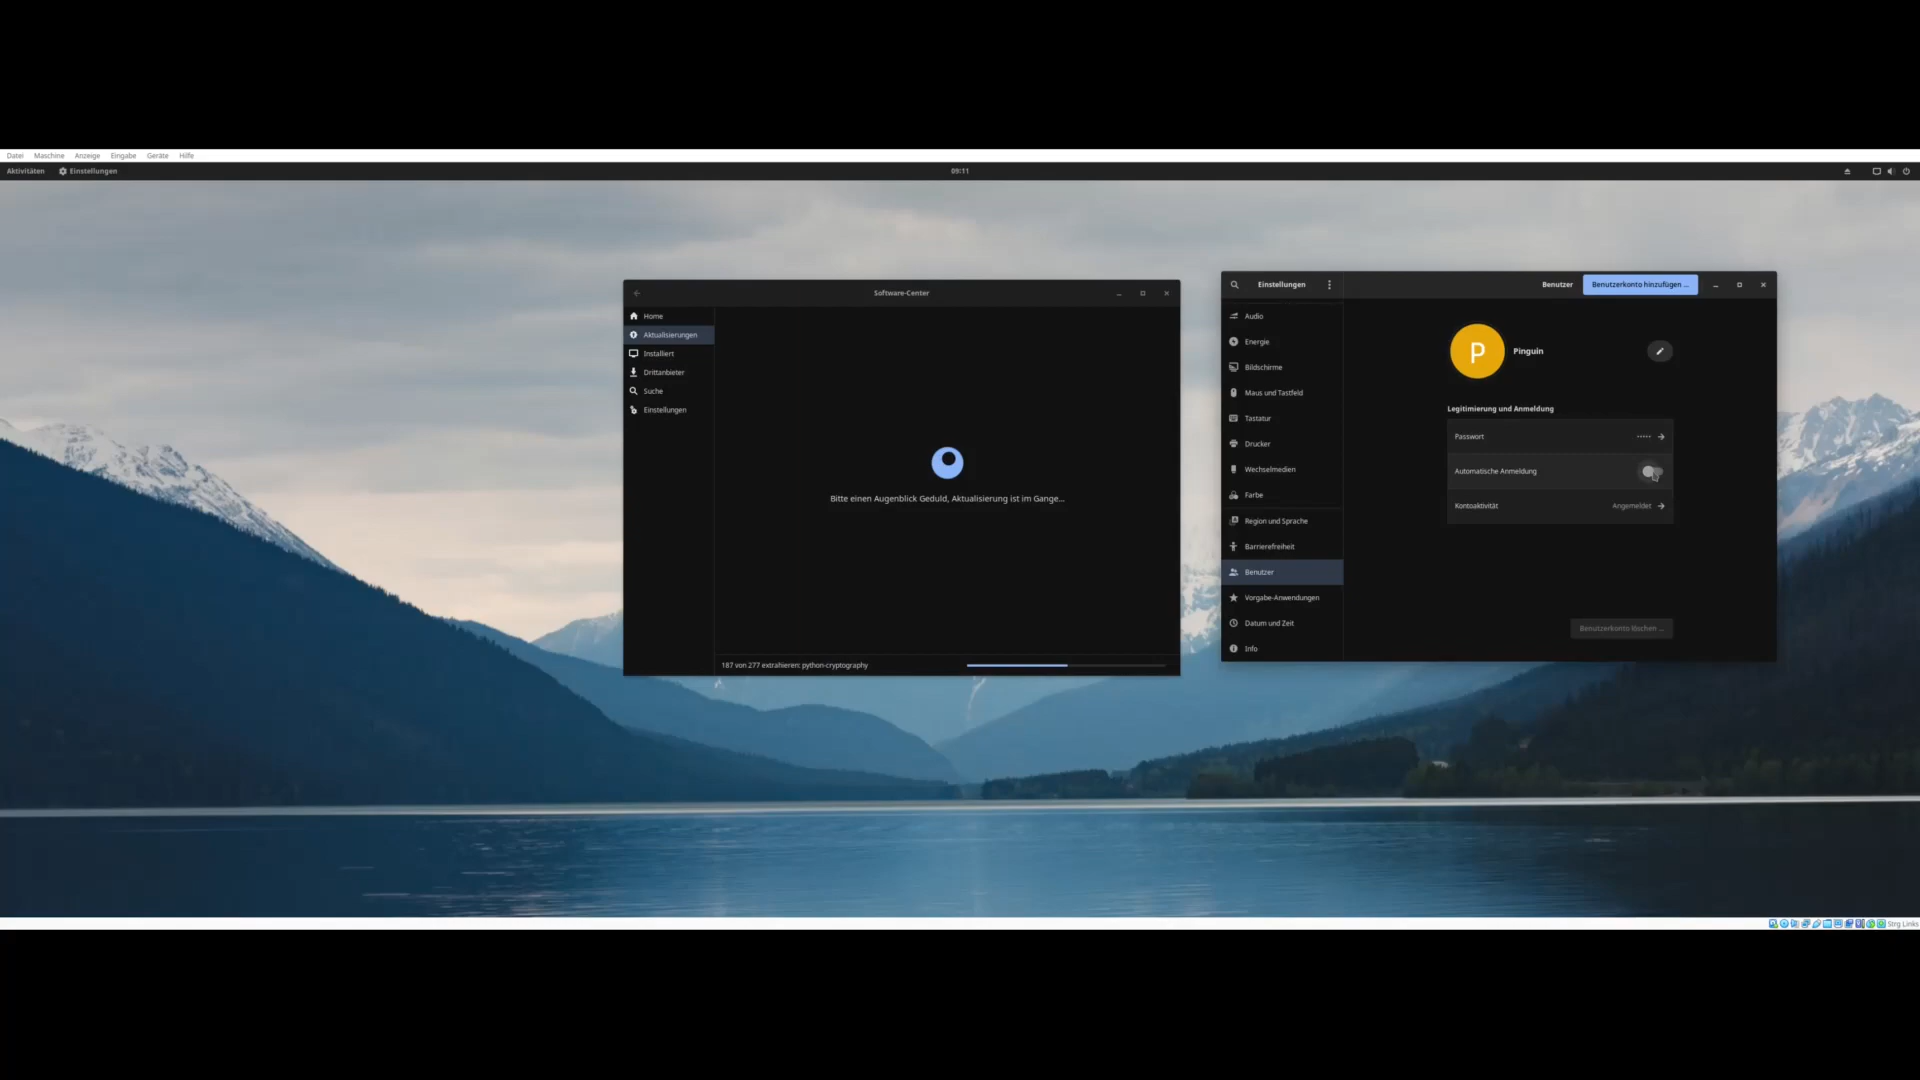 Datei Maschine Anzeige Eingabe Geräte Hilfe
Aktivitäten Einstellungen 09:11
Software-Center
Home
Aktualisierungen
Installiert
Drittanbieter
Suche
Einstellungen
Bitte einen Augenblick Geduld, Aktualisierung ist im Gange...
187 von 277 extrahieren: python-cryptography
Einstellungen
Benutzer Benutzerkonto hinzufügen ...
Audio
Energie
Bildschirme
Maus und Tastfeld
Tastatur
Drucker
Wechselmedien
Farbe
Region und Sprache
Barrierefreiheit
Benutzer
Vorgabe-Anwendungen
Datum und Zeit
Info
P Pinguin
Legitimierung und Anmeldung
Passwort •••••
Automatische Anmeldung
Kontoaktivität Angemeldet
Benutzerkonto löschen ...
Strg Links